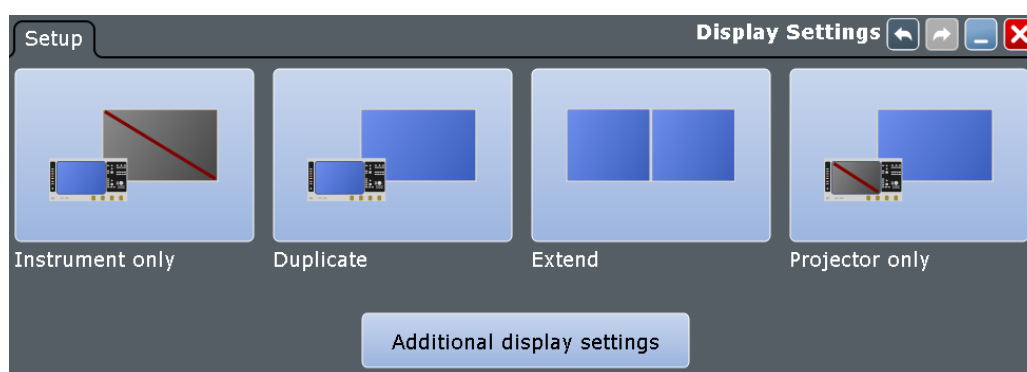 Setup
Display Settings
Instrument only
Duplicate
Extend
Projector only
Additional display settings